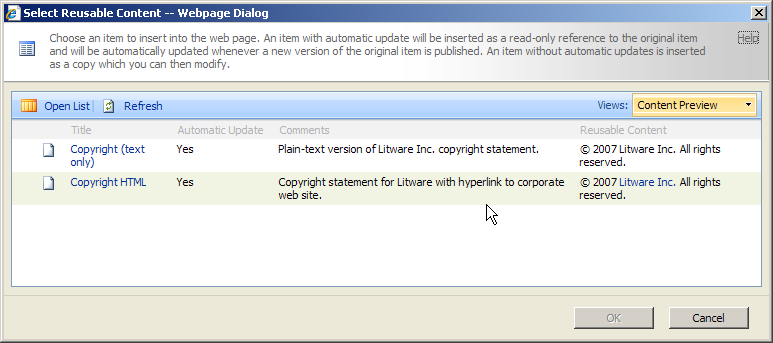 Select Reusable Content -- Webpage Dialog
Choose an item to insert into the web page. An item with automatic update will be inserted as a read-only reference to the original item
and will be automatically updated whenever a new version of the original item is published. An item without automatic updates is inserted
as a copy which you can then modify.
Help
Open List Refresh Views: Content Preview
Title Automatic Update Comments Reusable Content
Copyright (text Yes Plain-text version of Litware Inc. copyright statement. © 2007 Litware Inc. All rights
only) reserved.
Copyright HTML Yes Copyright statement for Litware with hyperlink to corporate © 2007 Litware Inc. All rights
web site. reserved.
OK Cancel